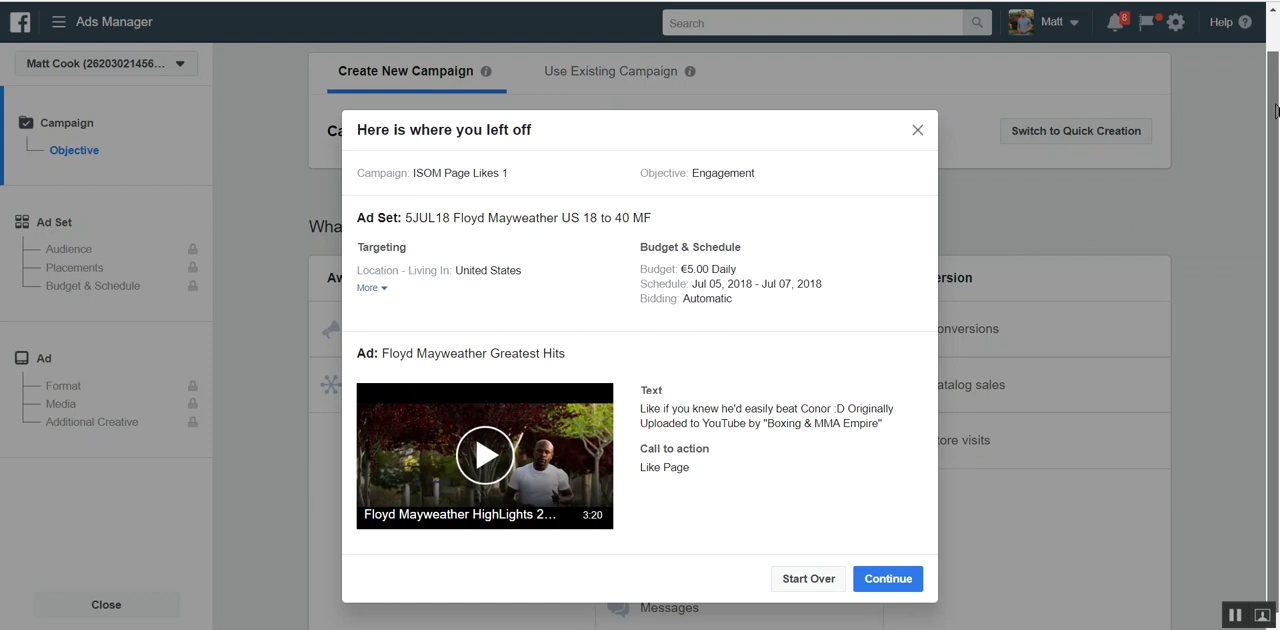 Ads Manager
Search
Matt
8
Help
Matt Cook (26203021456...
Create New Campaign
Use Existing Campaign
Campaign
Objective
Switch to Quick Creation
Here is where you left off
Campaign: ISOM Page Likes 1
Objective: Engagement
Ad Set: 5JUL18 Floyd Mayweather US 18 to 40 MF
Targeting
Location - Living In: United States
More
Budget & Schedule
Budget: €5.00 Daily
Schedule: Jul 05, 2018 - Jul 07, 2018
Bidding: Automatic
Ad Set
Audience
Placements
Budget & Schedule
Ad: Floyd Mayweather Greatest Hits
Floyd Mayweather HighLights 2...
3:20
Text
Like if you knew he'd easily beat Conor :D Originally
Uploaded to YouTube by "Boxing & MMA Empire"
Call to action
Like Page
Ad
Format
Media
Additional Creative
Wha
ersion
onversions
atalog sales
tore visits
Start Over
Continue
Close
Messages